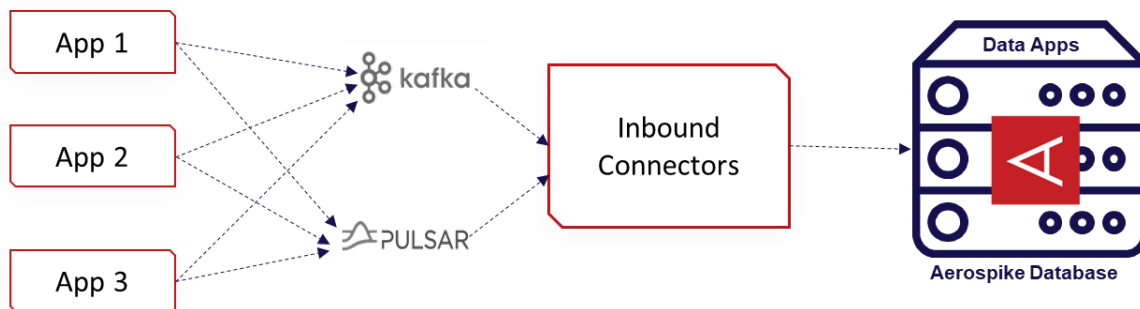 App 1
App 2
App 3
kafka
PULSAR
Inbound
Connectors
Data Apps
Aerospike Database